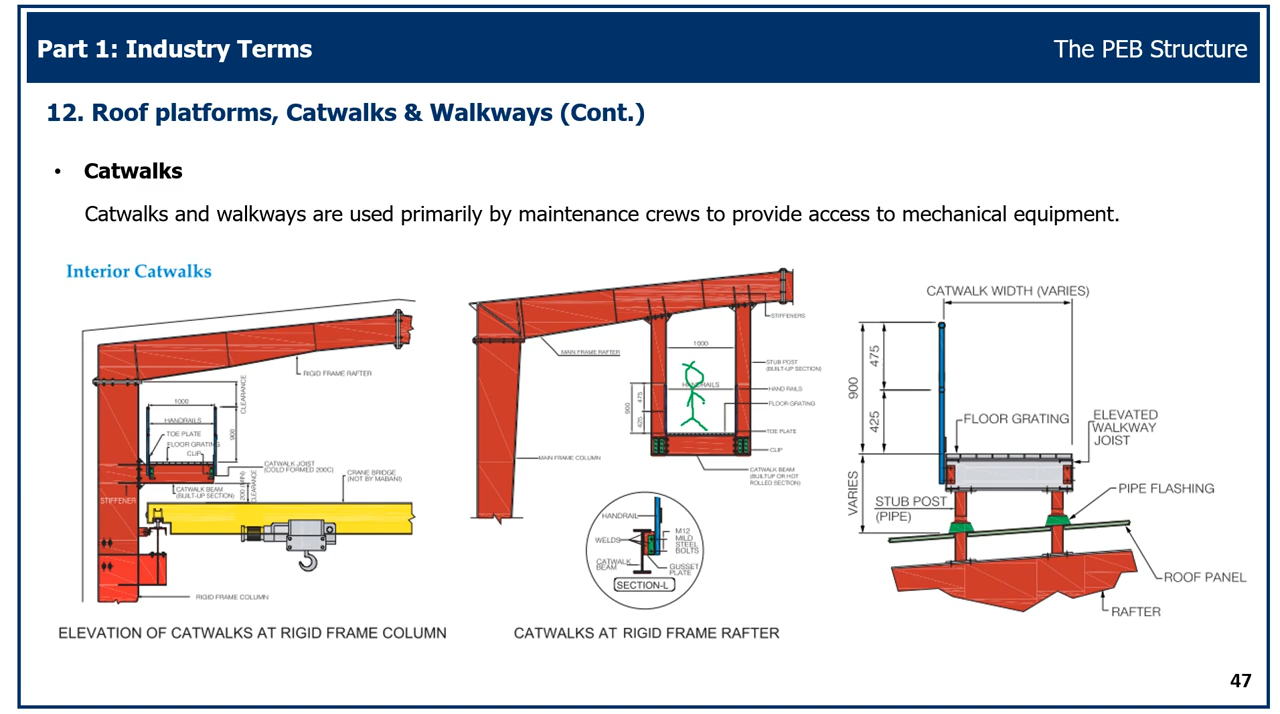 Part 1: Industry Terms
The PEB Structure
12. Roof platforms, Catwalks & Walkways (Cont.)
• Catwalks
Catwalks and walkways are used primarily by maintenance crews to provide access to mechanical equipment.
Interior Catwalks
RIGID FRAME RAFTER
CLEARANCE
1000
HANDRAILS
900
TOE PLATE
FLOOR GRATING
CLIP
CATWALK JOIST
(COLD FORMED 200C)
CATWALK BEAM
(BUILT-UP SECTION)
CLEARANCE
CRANE BRIDGE
(NOT BY MABANI)
STIFFENER
RIGID FRAME COLUMN
ELEVATION OF CATWALKS AT RIGID FRAME COLUMN
STIFFENERS
MAIN FRAME RAFTER
1000
STUB POST
(BUILT-UP SECTION)
HANDRAILS
HAND RAILS
900
475
425
FLOOR GRATING
TOE PLATE
CLIP
MAIN FRAME COLUMN
CATWALK BEAM
(BUILTUP OR HOT
ROLLED SECTION)
HANDRAIL
WELDS
M12
MILD
STEEL
BOLTS
CATWALK
BEAM
GUSSET
PLATE
SECTION-L
CATWALKS AT RIGID FRAME RAFTER
CATWALK WIDTH (VARIES)
475
900
425
FLOOR GRATING
ELEVATED
WALKWAY
JOIST
VARIES
STUB POST
(PIPE)
PIPE FLASHING
ROOF PANEL
RAFTER
47